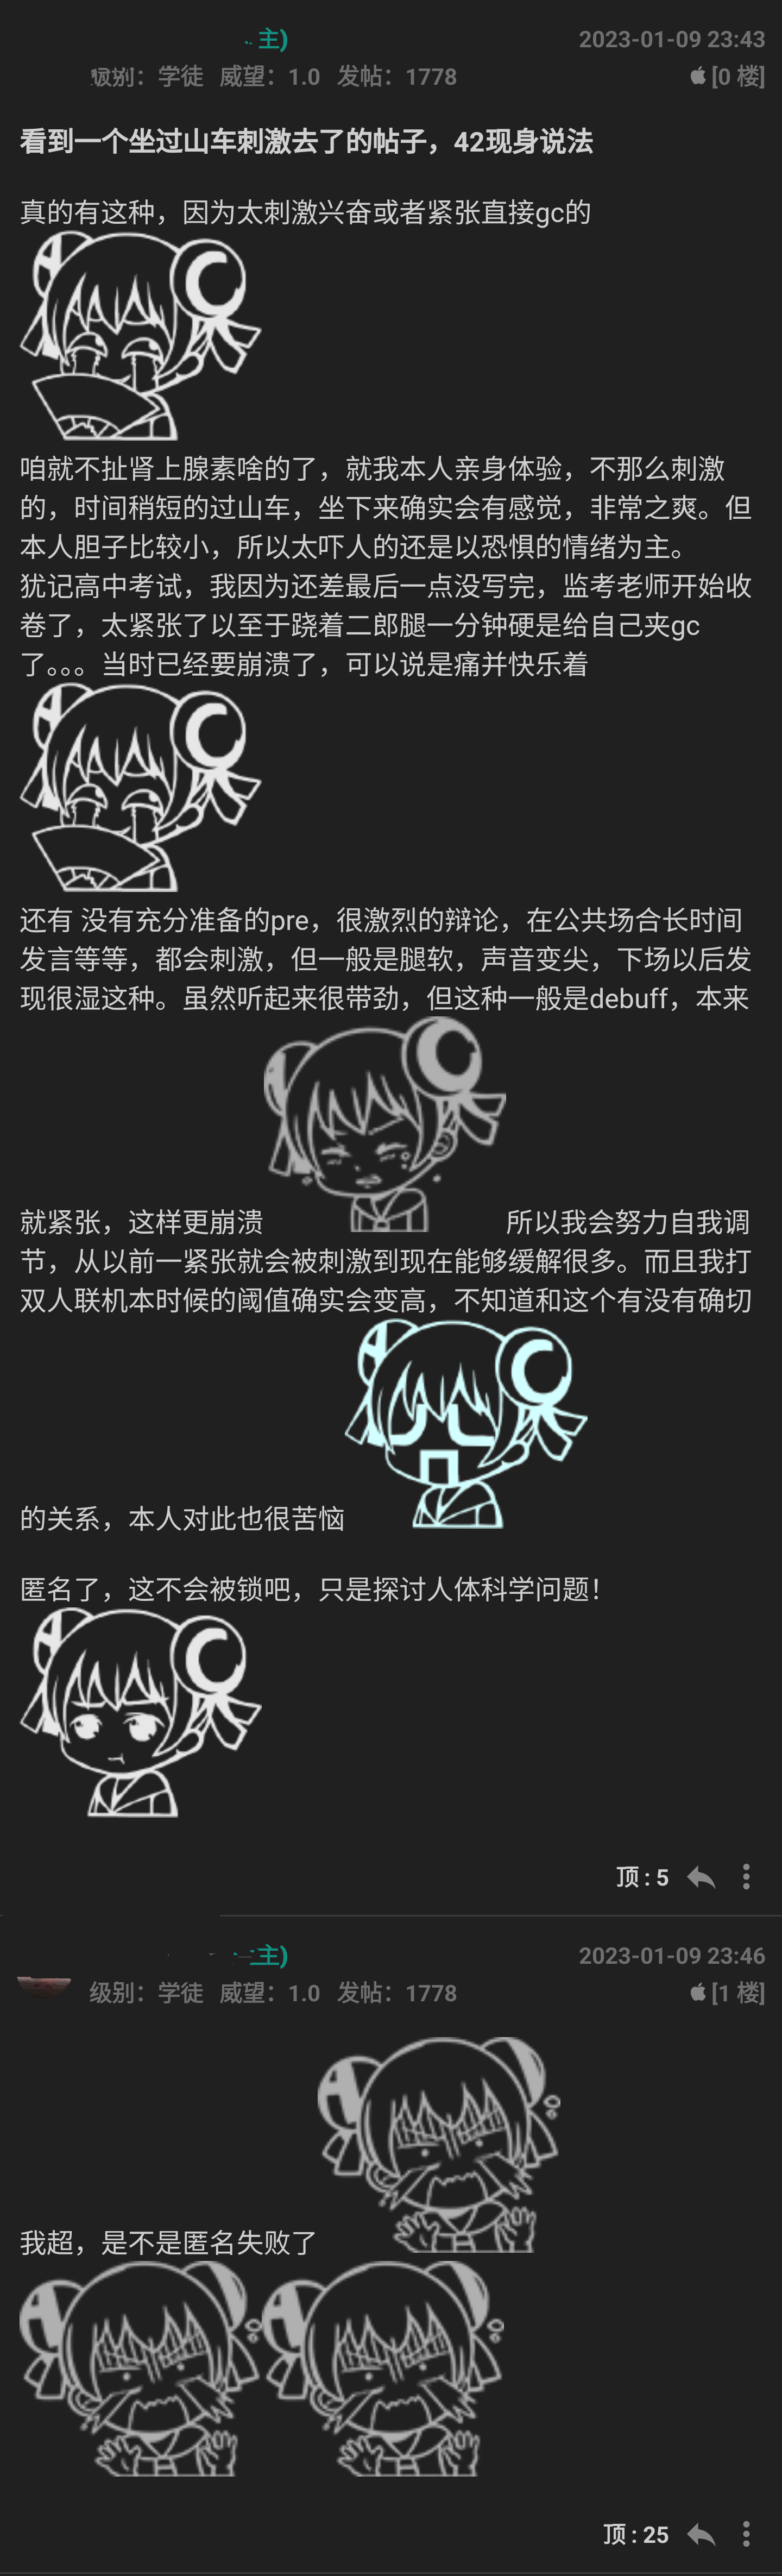 主)
2023-01-09 23:43
级别：学徒 威望：1.0 发帖：1778
[0 楼]
看到一个坐过山车刺激去了的帖子，42现身说法
真的有这种，因为太刺激兴奋或者紧张直接gc的
咱就不扯肾上腺素啥的了，就我本人亲身体验，不那么刺激
的，时间稍短的过山车，坐下来确实会有感觉，非常之爽。但
本人胆子比较小，所以太吓人的还是以恐惧的情绪为主。
犹记高中考试，我因为还差最后一点没写完，监考老师开始收
卷了，太紧张了以至于跷着二郎腿一分钟硬是给自己夹gc
了。。。当时已经要崩溃了，可以说是痛并快乐着
还有 没有充分准备的pre，很激烈的辩论，在公共场合长时间
发言等等，都会刺激，但一般是腿软，声音变尖，下场以后发
现很湿这种。虽然听起来很带劲，但这种一般是debuff，本来
就紧张，这样更崩溃 所以我会努力自我调
节，从以前一紧张就会被刺激到现在能够缓解很多。而且我打
双人联机本时候的阈值确实会变高，不知道和这个有没有确切
的关系，本人对此也很苦恼
匿名了，这不会被锁吧，只是探讨人体科学问题！
顶 : 5
主)
2023-01-09 23:46
级别：学徒 威望：1.0 发帖：1778
[1 楼]
我超，是不是匿名失败了
顶 : 25